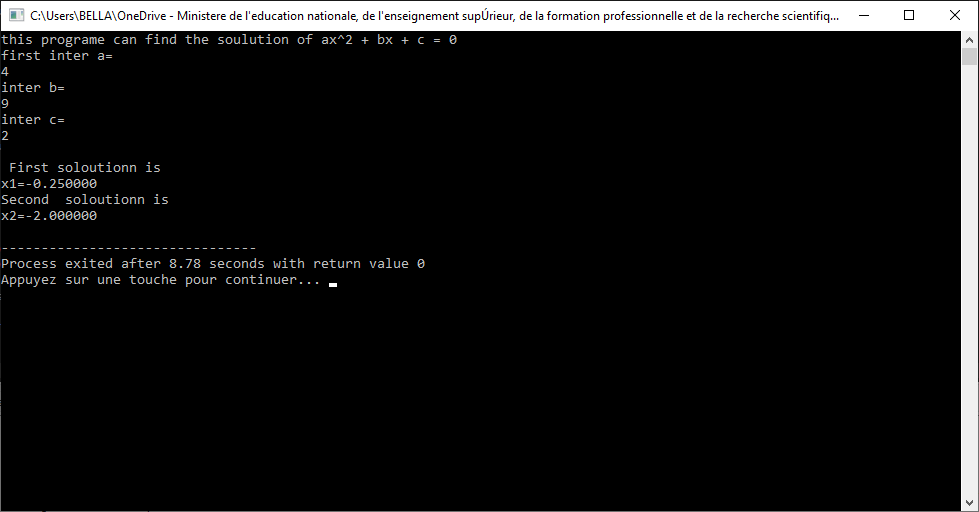 C:\Users\BELLA\OneDrive - Ministere de l'education nationale, de l'enseignement supÚrieur, de la formation professionnelle et de la recherche scientifiq...
this programe can find the soulution of ax^2 + bx + c = 0
first inter a=
4
inter b=
9
inter c=
2
First soloutionn is
x1=-0.250000
Second  soloutionn is
x2=-2.000000
--------------------------------
Process exited after 8.78 seconds with return value 0
Appuyez sur une touche pour continuer...